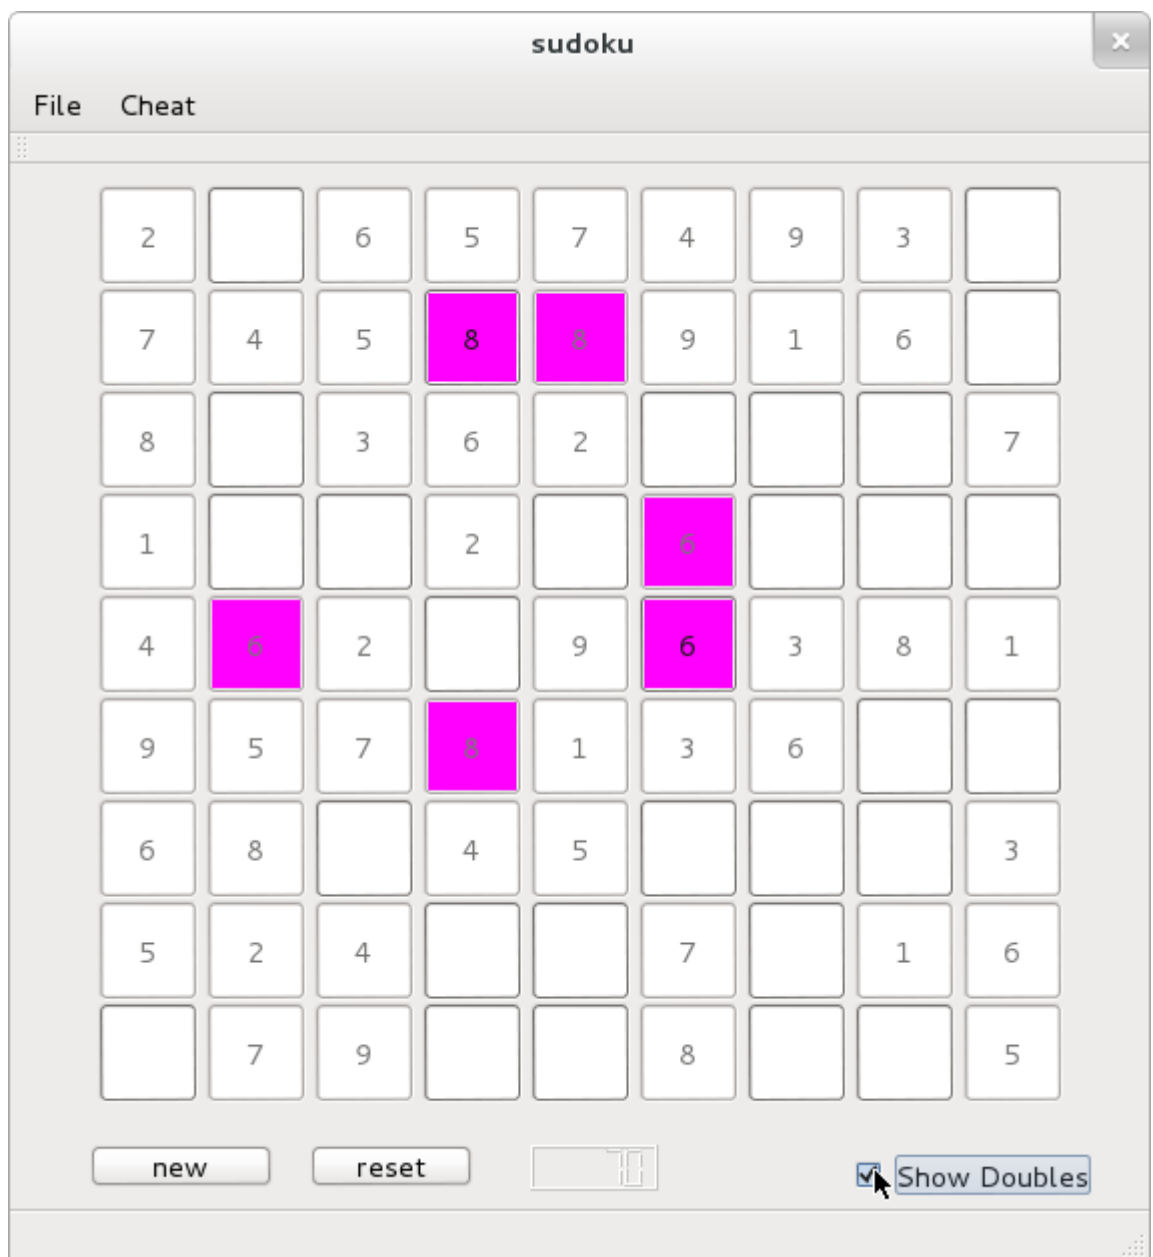 sudoku
File Cheat
2 6 5 7 4 9 3
7 4 5 8 8 9 1 6
8 3 6 2 7
1 2 6
4 6 2 9 6 3 8 1
9 5 7 8 1 3 6
6 8 4 5 3
5 2 4 7 1 6
7 9 8 5
new reset 70 Show Doubles